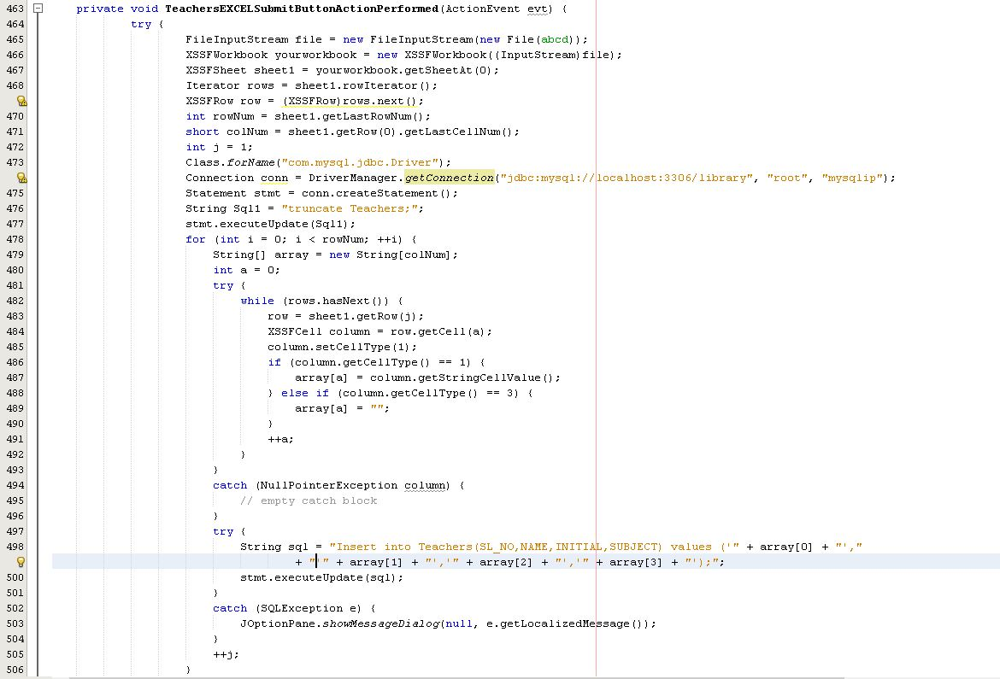 463 private void TeachersEXCELSubmitButtonActionPerformed(ActionEvent evt) {
464 try {
465 FileInputStream file = new FileInputStream(new File(abcd));
466 XSSFWorkbook yourworkbook = new XSSFWorkbook((InputStream)file);
467 XSSFSheet sheet1 = yourworkbook.getSheetAt(0);
468 Iterator rows = sheet1.rowIterator();
XSSFRow row = (XSSFRow)rows.next();
470 int rowNum = sheet1.getLastRowNum();
471 short colNum = sheet1.getRow(0).getLastCellNum();
472 int j = 1;
473 Class.forName("com.mysql.jdbc.Driver");
Connection conn = DriverManager.getConnection("jdbc:mysql://localhost:3306/library", "root", "mysqlip");
475 Statement stmt = conn.createStatement();
476 String Sql1 = "truncate Teachers;";
477 stmt.executeUpdate(Sql1);
478 for (int i = 0; i < rowNum; ++i) {
479 String[] array = new String[colNum];
480 int a = 0;
481 try {
482 while (rows.hasNext()) {
483 row = sheet1.getRow(j);
484 XSSFCell column = row.getCell(a);
485 column.setCellType(1);
486 if (column.getCellType() == 1) {
487 array[a] = column.getStringCellValue();
488 } else if (column.getCellType() == 3) {
489 array[a] = "";
490 }
491 ++a;
492 }
493 }
494 catch (NullPointerException column) {
495 // empty catch block
496 }
497 try {
498 String sql = "Insert into Teachers(SL_NO,NAME,INITIAL,SUBJECT) values ('" + array[0] + "',"
+ "'" + array[1] + "','" + array[2] + "','" + array[3] + "');";
500 stmt.executeUpdate(sql);
501 }
502 catch (SQLException e) {
503 JOptionPane.showMessageDialog(null, e.getLocalizedMessage());
504 }
505 ++j;
506 }